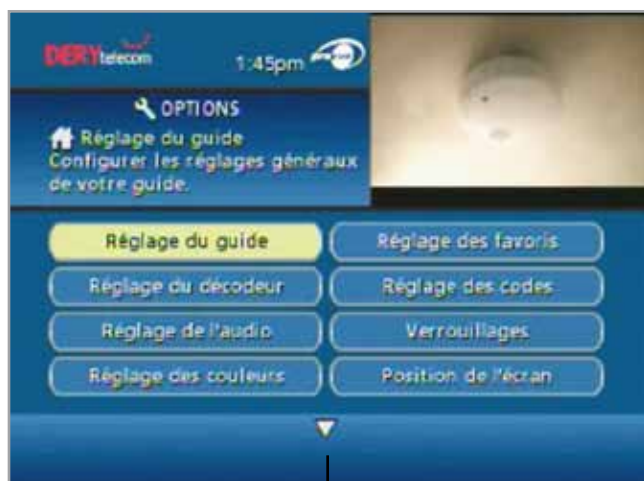 DERYtelecom
1:45pm
OPTIONS
Réglage du guide
Configurer les réglages généraux
de votre guide.
Réglage du guide
Réglage des favoris
Réglage du décodeur
Réglage des codes
Réglage de l'audio
Verrouillages
Réglage des couleurs
Position de l'écran